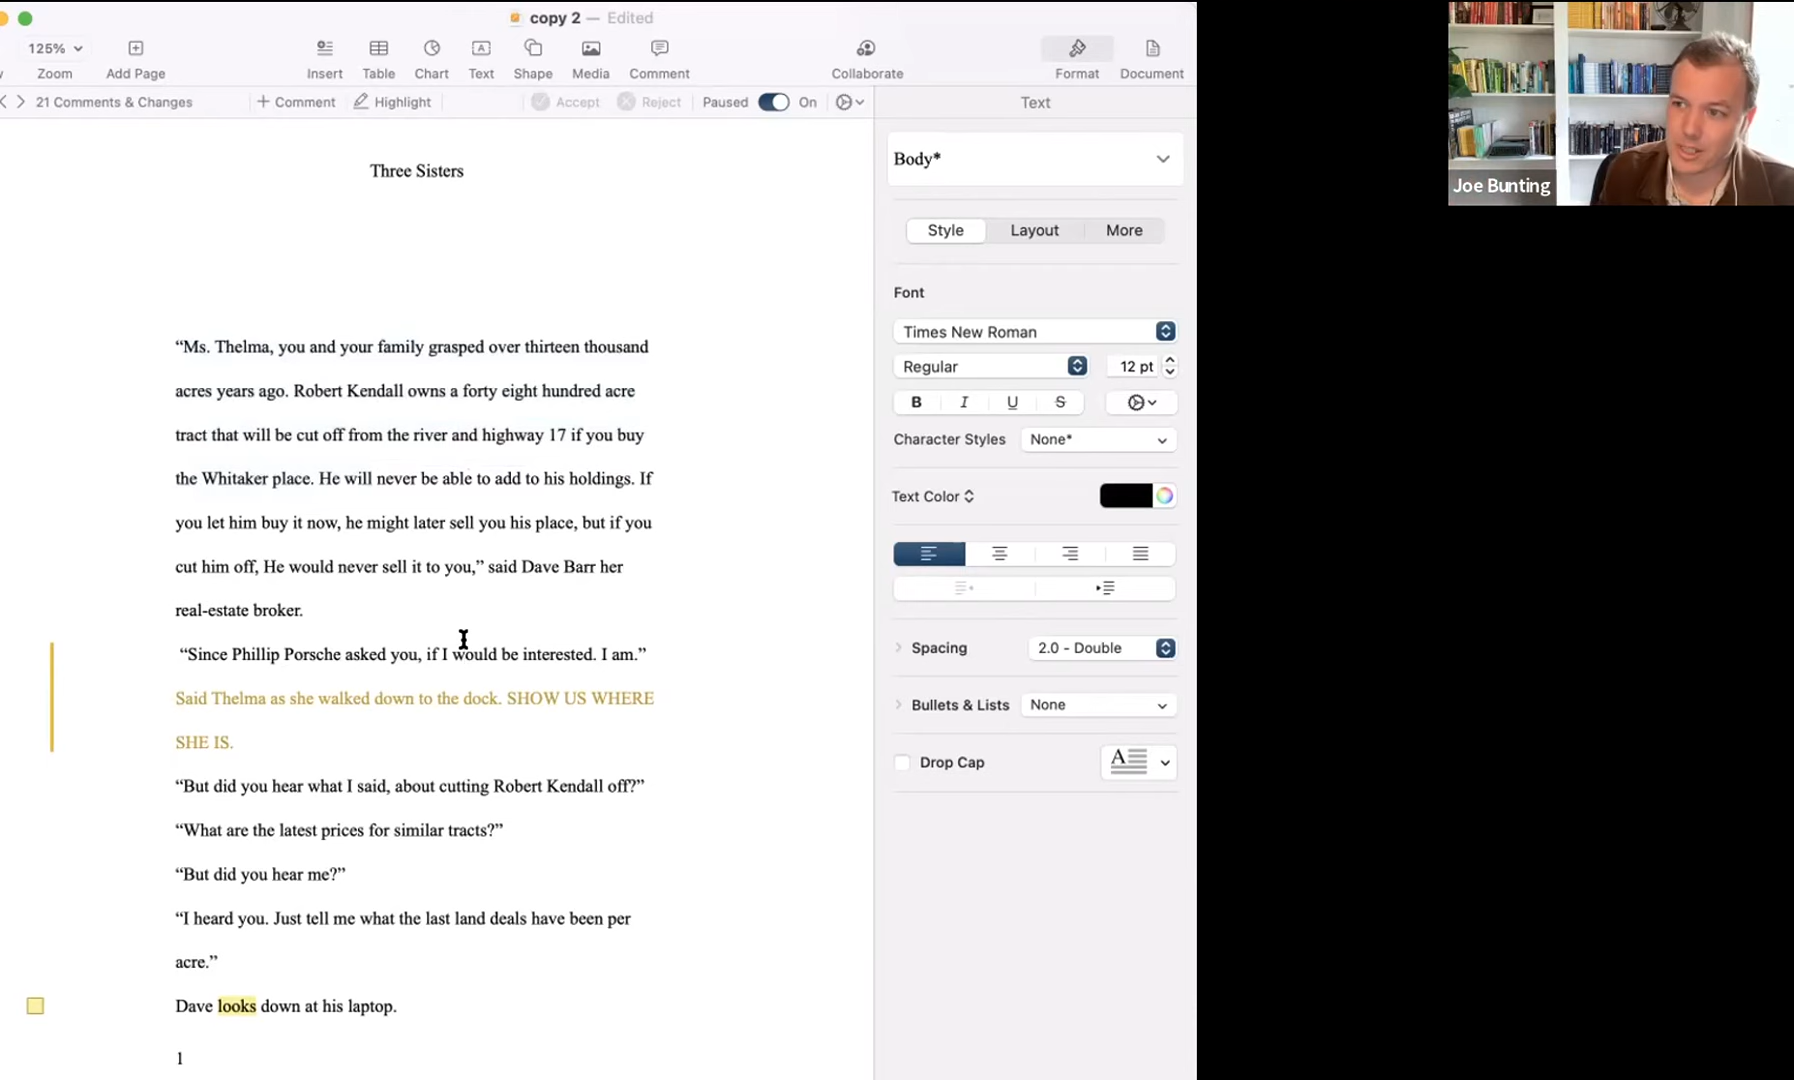 copy 2 — Edited
125%
Zoom
Add Page
Insert
Table
Chart
Text
Shape
Media
Comment
Collaborate
Format
Document
21 Comments & Changes
+ Comment
Highlight
Accept
Reject
Paused
On
Text
Three Sisters
“Ms. Thelma, you and your family grasped over thirteen thousand
acres years ago. Robert Kendall owns a forty eight hundred acre
tract that will be cut off from the river and highway 17 if you buy
the Whitaker place. He will never be able to add to his holdings. If
you let him buy it now, he might later sell you his place, but if you
cut him off, He would never sell it to you,” said Dave Barr her
real-estate broker.
“Since Phillip Porsche asked you, if I would be interested. I am.”
Said Thelma as she walked down to the dock. SHOW US WHERE
SHE IS.
“But did you hear what I said, about cutting Robert Kendall off?”
“What are the latest prices for similar tracts?”
“But did you hear me?”
“I heard you. Just tell me what the last land deals have been per
acre.”
Dave looks down at his laptop.
1
Body*
Style
Layout
More
Font
Times New Roman
Regular
12 pt
B
I
U
S
Character Styles
None*
Text Color
Spacing
2.0 - Double
Bullets & Lists
None
Drop Cap
A
Joe Bunting